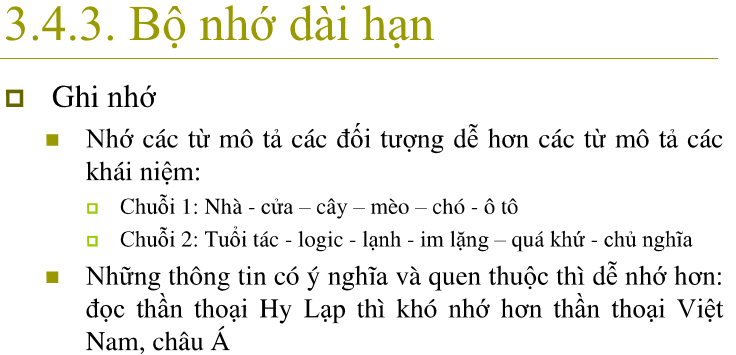 3.4.3. Bộ nhớ dài hạn
Ghi nhớ
Nhớ các từ mô tả các đối tượng dễ hơn các từ mô tả các
khái niệm:
Chuỗi 1: Nhà - cửa – cây – mèo – chó - ô tô
Chuỗi 2: Tuổi tác - logic - lạnh - im lặng – quá khứ - chủ nghĩa
Những thông tin có ý nghĩa và quen thuộc thì dễ nhớ hơn:
đọc thần thoại Hy Lạp thì khó nhớ hơn thần thoại Việt
Nam, châu Á